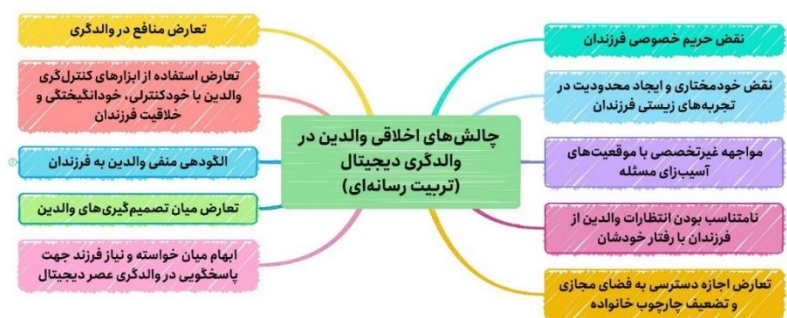 چالش‌های اخلاقی والدین در
والدگری دیجیتال
(تربیت رسانه‌ای)
نقض حریم خصوصی فرزندان
نقض خودمختاری و ایجاد محدودیت در
تجربه‌های زیستی فرزندان
مواجهه غیرتخصصی با موقعیت‌های
آسیب‌زای مسئله
نامتناسب بودن انتظارات والدین از
فرزندان با رفتار خودشان
تعارض اجازه دسترسی به فضای مجازی
و تضعیف چارچوب خانواده
تعارض منافع در والدگری
تعارض استفاده از ابزارهای کنترل‌گری
والدین با خودکنترلی، خودانگیختگی و
خلاقیت فرزندان
الگودهی منفی والدین به فرزندان
تعارض میان تصمیم‌گیری‌های والدین
ابهام میان خواسته و نیاز فرزند جهت
پاسخگویی در والدگری عصر دیجیتال